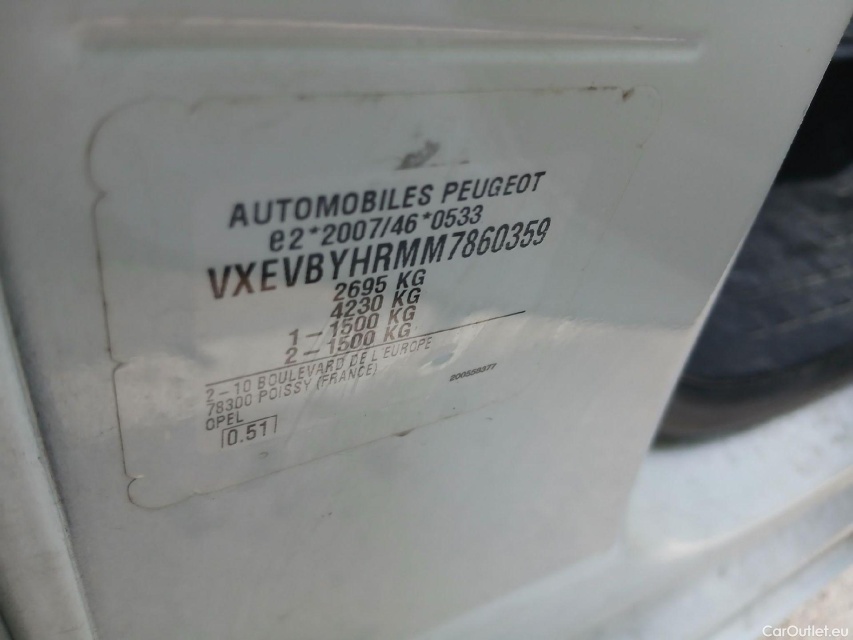 AUTOMOBILES PEUGEOT
e2*2007/46*0533
VXEVBYHRMM7860359
2695 KG
4230 KG
1-1500 KG
2-1500 KG
2-10 BOULEVARD DE L'EUROPE
78300 POISSY (FRANCE)
OPEL
0.51
CarOutlet.eu